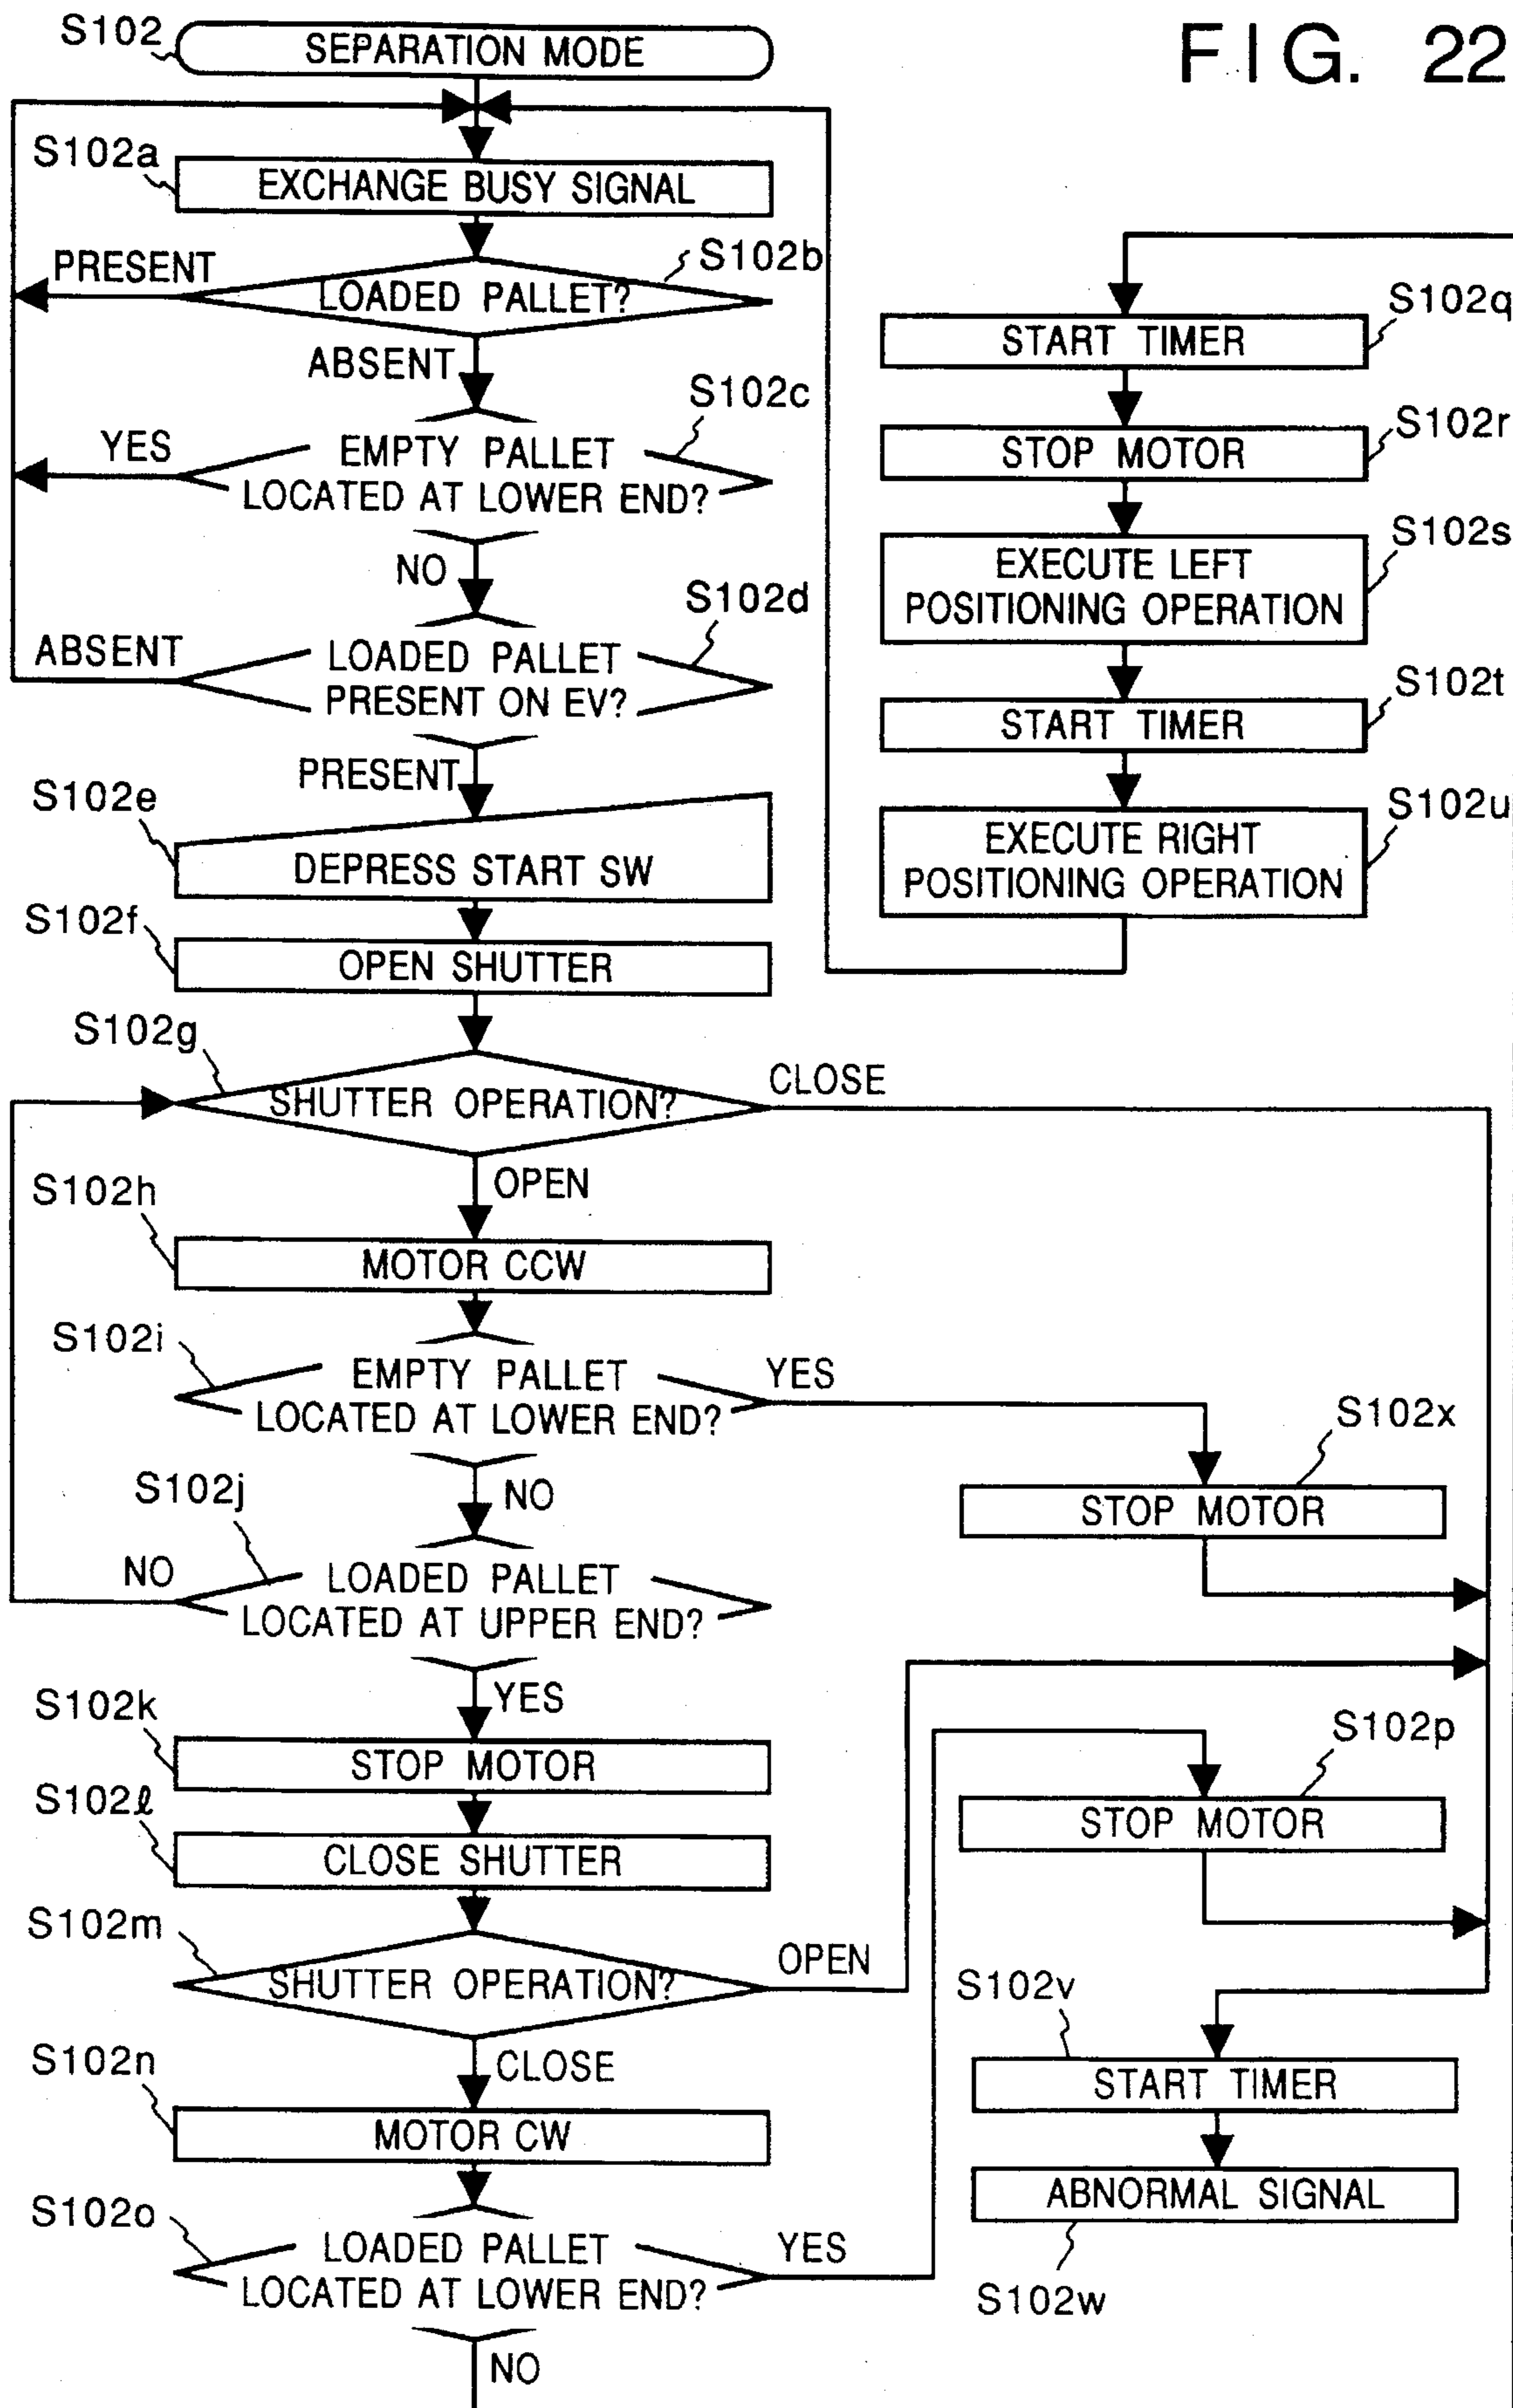 FIG. 22
S102
SEPARATION MODE
S102a
EXCHANGE BUSY SIGNAL
S102b
PRESENT
LOADED PALLET?
ABSENT
S102c
YES
EMPTY PALLET
LOCATED AT LOWER END?
NO
S102d
ABSENT
LOADED PALLET
PRESENT ON EV?
PRESENT
S102e
DEPRESS START SW
S102f
OPEN SHUTTER
S102g
SHUTTER OPERATION?
CLOSE
OPEN
S102h
MOTOR CCW
S102i
EMPTY PALLET
LOCATED AT LOWER END?
YES
NO
S102j
NO
LOADED PALLET
LOCATED AT UPPER END?
YES
S102k
STOP MOTOR
S102ℓ
CLOSE SHUTTER
S102m
SHUTTER OPERATION?
OPEN
CLOSE
S102n
MOTOR CW
S102o
LOADED PALLET
LOCATED AT LOWER END?
YES
NO
S102q
START TIMER
S102r
STOP MOTOR
S102s
EXECUTE LEFT
POSITIONING OPERATION
S102t
START TIMER
S102u
EXECUTE RIGHT
POSITIONING OPERATION
S102x
STOP MOTOR
S102p
STOP MOTOR
S102v
START TIMER
ABNORMAL SIGNAL
S102w